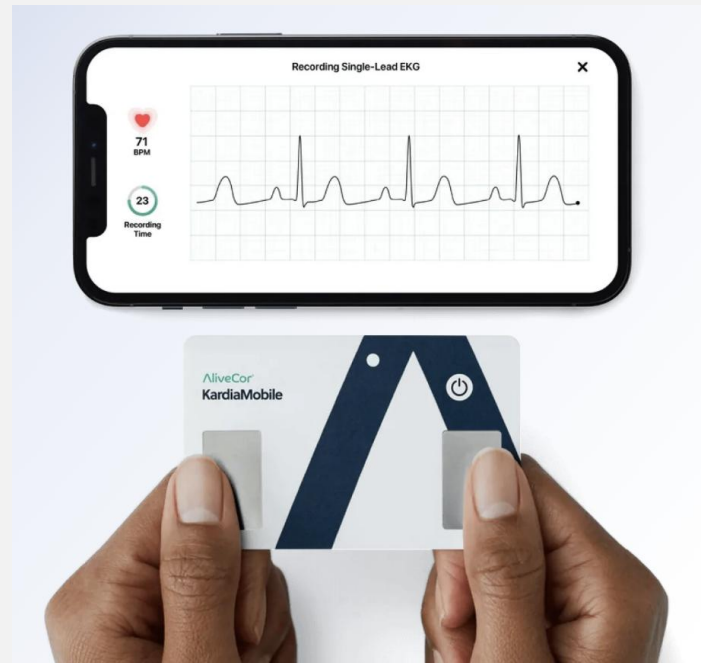 Recording Single-Lead EKG
X
71
BPM
23
Recording
Time
AliveCor
KardiaMobile